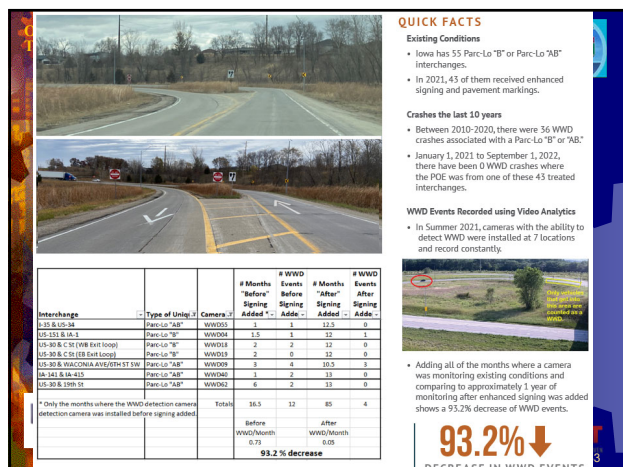 QUICK FACTS
Existing Conditions
• Iowa has 55 Parc-Lo "B" or Parc-Lo "AB"
interchanges.
• In 2021, 43 of them received enhanced
signing and pavement markings.
Crashes the last 10 years
• Between 2010-2020, there were 36 WWD
crashes associated with a Parc-Lo "B" or "AB."
• January 1, 2021 to September 1, 2022,
there have been 0 WWD crashes where
the POE was from one of these 43 treated
interchanges.
WWD Events Recorded using Video Analytics
• In Summer 2021, cameras with the ability to
detect WWD were installed at 7 locations
and record constantly.
Only vehicles
that get into
this area are
counted as a
WWD.
• Adding all of the months where a camera
was monitoring existing conditions and
comparing to approximately 1 year of
monitoring after enhanced signing was added
shows a 93.2% decrease of WWD events.
93.2%
DECREASE IN WWD EVENTS
Interchange Type of Uniq Camera # Months "Before" Signing Added * # WWD Events Before Signing Adde # Months "After" Signing Added # WWD Events After Signing Adde
I-35 & US-34 Parc-Lo "AB" WWD55 1 1 12.5 0
US-151 & IA-1 Parc-Lo "B" WWD04 1.5 1 12 1
US-30 & C St (WB Exit loop) Parc-Lo "B" WWD18 2 2 12 0
US-30 & C St (EB Exit Loop) Parc-Lo "B" WWD19 2 0 12 0
US-30 & WACONIA AVE/6TH ST SW Parc-Lo "AB" WWD09 3 4 10.5 3
IA-141 & IA-415 Parc-Lo "AB" WWD40 1 2 13 0
US-30 & 19th St Parc-Lo "AB" WWD62 6 2 13 0
* Only the months where the WWD detection camera Totals 16.5 12 85 4
detection camera was installed before signing added.
Before After
WWD/Month WWD/Month
0.73 0.05
93.2 % decrease
3